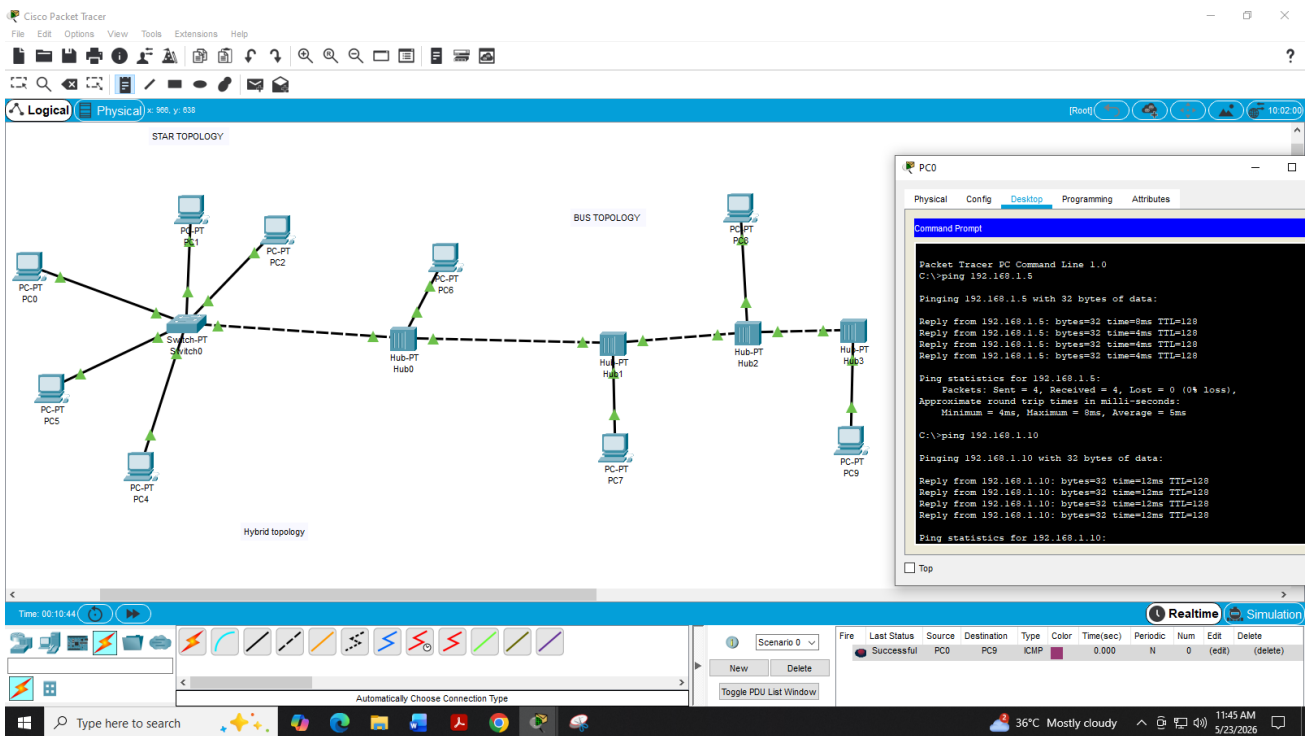 Cisco Packet Tracer
File Edit Options View Tools Extensions Help
?
Logical Physical x: 966, y: 638 [Root] 10:02:00
STAR TOPOLOGY
BUS TOPOLOGY
PC-PT
PC0
PC-PT
PC1
PC-PT
PC2
PC-PT
PC5
PC-PT
PC4
Switch-PT
Switch0
PC-PT
PC6
Hub-PT
Hub0
Hub-PT
Hub1
PC-PT
PC7
PC-PT
PC8
Hub-PT
Hub2
Hub-PT
Hub3
PC-PT
PC9
Hybrid topology
PC0
Physical Config Desktop Programming Attributes
Command Prompt
Packet Tracer PC Command Line 1.0
C:\>ping 192.168.1.5
Pinging 192.168.1.5 with 32 bytes of data:
Reply from 192.168.1.5: bytes=32 time=8ms TTL=128
Reply from 192.168.1.5: bytes=32 time=4ms TTL=128
Reply from 192.168.1.5: bytes=32 time=4ms TTL=128
Reply from 192.168.1.5: bytes=32 time=4ms TTL=128
Ping statistics for 192.168.1.5:
Packets: Sent = 4, Received = 4, Lost = 0 (0% loss),
Approximate round trip times in milli-seconds:
Minimum = 4ms, Maximum = 8ms, Average = 5ms
C:\>ping 192.168.1.10
Pinging 192.168.1.10 with 32 bytes of data:
Reply from 192.168.1.10: bytes=32 time=12ms TTL=128
Reply from 192.168.1.10: bytes=32 time=12ms TTL=128
Reply from 192.168.1.10: bytes=32 time=12ms TTL=128
Reply from 192.168.1.10: bytes=32 time=12ms TTL=128
Ping statistics for 192.168.1.10:
Top
Time: 00:10:44 Realtime Simulation
Automatically Choose Connection Type
Scenario 0
New Delete
Toggle PDU List Window
Fire Last Status Source Destination Type Color Time(sec) Periodic Num Edit Delete
Successful PC0 PC9 ICMP 0.000 N 0 (edit) (delete)
Type here to search
2
36°C Mostly cloudy
11:45 AM
5/23/2026